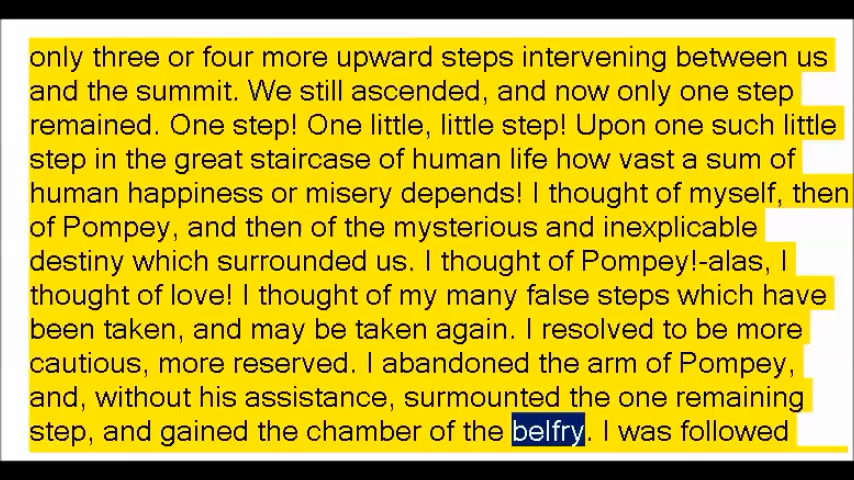 only three or four more upward steps intervening between us
and the summit. We still ascended, and now only one step
remained. One step! One little, little step! Upon one such little
step in the great staircase of human life how vast a sum of
human happiness or misery depends! I thought of myself, then
of Pompey, and then of the mysterious and inexplicable
destiny which surrounded us. I thought of Pompey!-alas, I
thought of love! I thought of my many false steps which have
been taken, and may be taken again. I resolved to be more
cautious, more reserved. I abandoned the arm of Pompey,
and, without his assistance, surmounted the one remaining
step, and gained the chamber of the belfry. I was followed